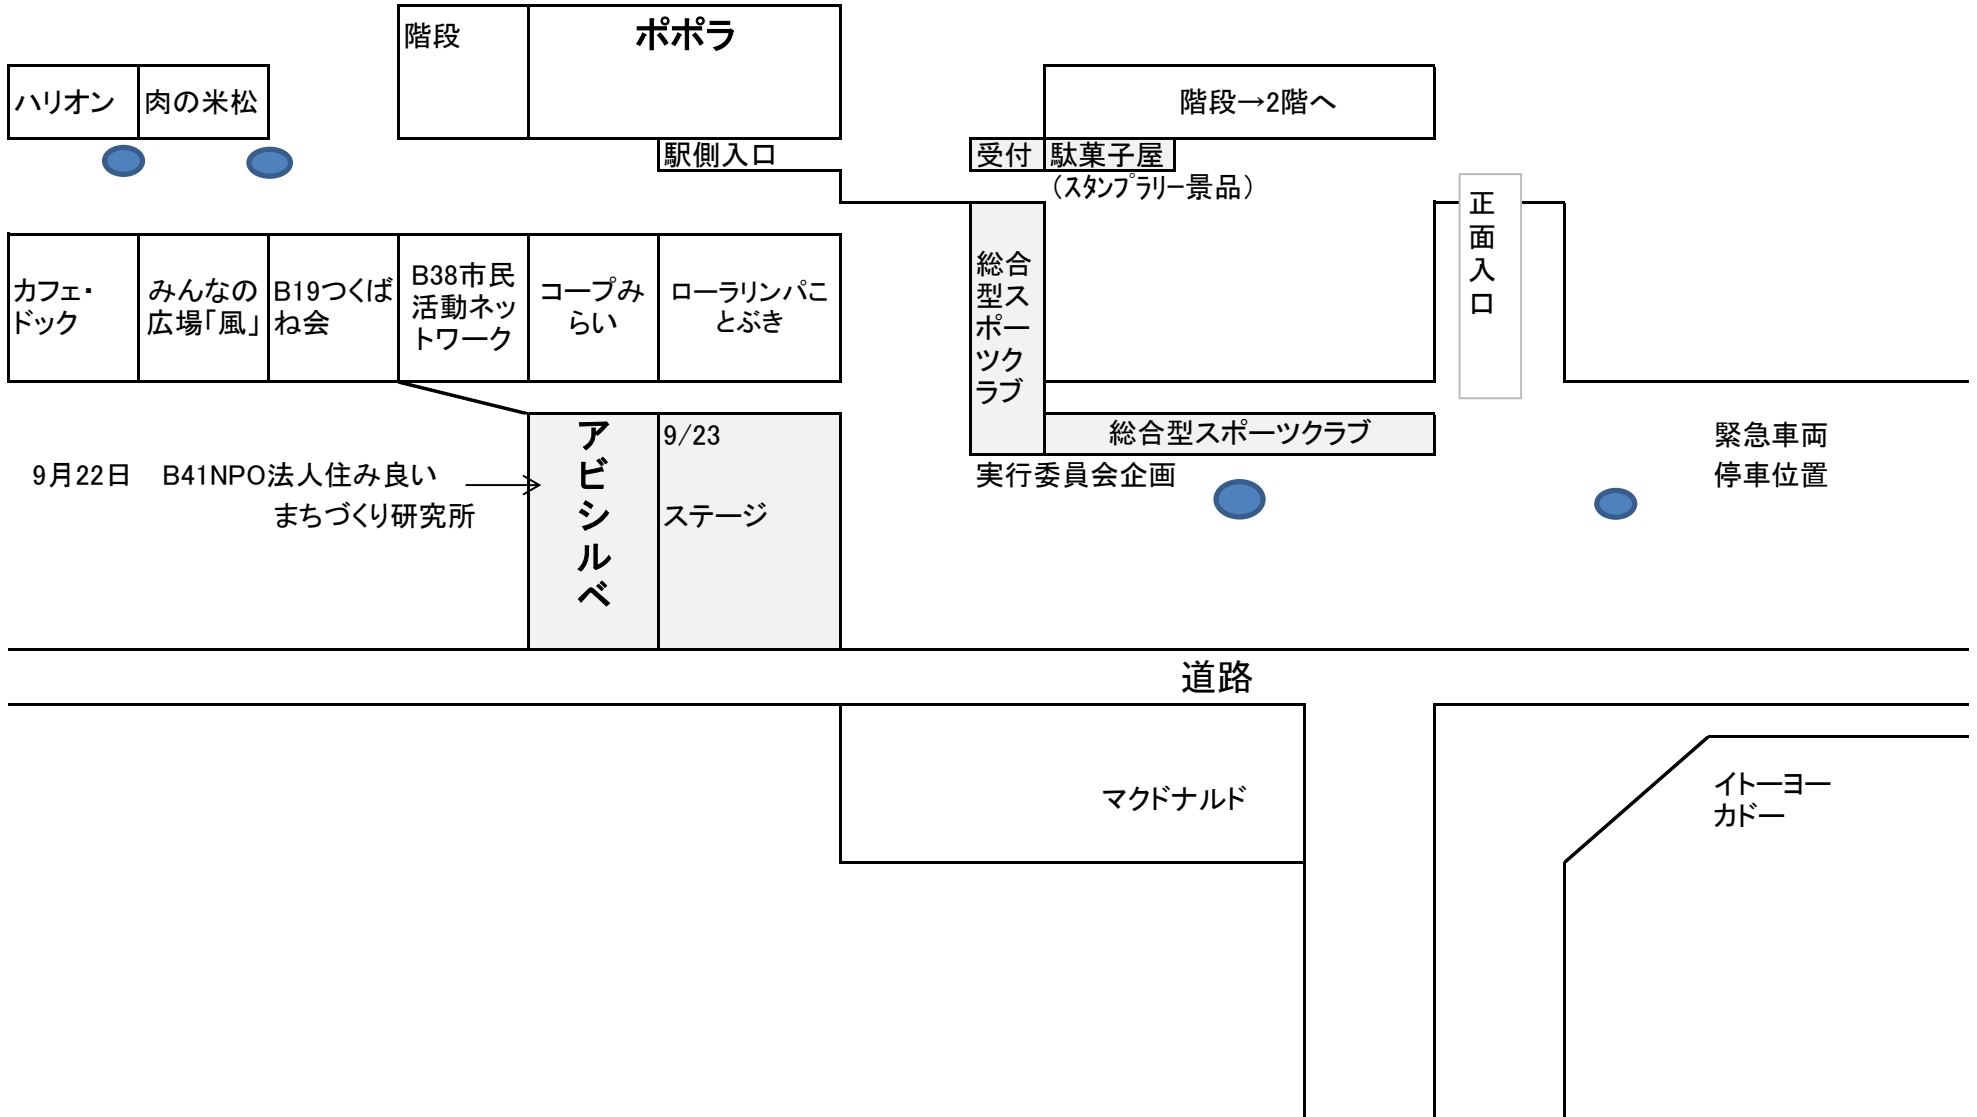 階段
ポポラ
ハリオン
肉の米松
階段→2階へ
駅側入口
受付
駄菓子屋
（スタンプラリー景品）
正
面
入
口
カフェ・
ドック
みんなの
広場「風」
B19つくば
ね会
B38市民
活動ネッ
トワーク
コープみ
らい
ローラリンパこ
とぶき
総合
型ス
ポー
ツク
ラブ
総合型スポーツクラブ
実行委員会企画
緊急車両
停車位置
9月22日　B41NPO法人住み良い
まちづくり研究所
ア
ビ
シ
ル
ベ
9/23
ステージ
道路
マクドナルド
イトーヨー
カドー